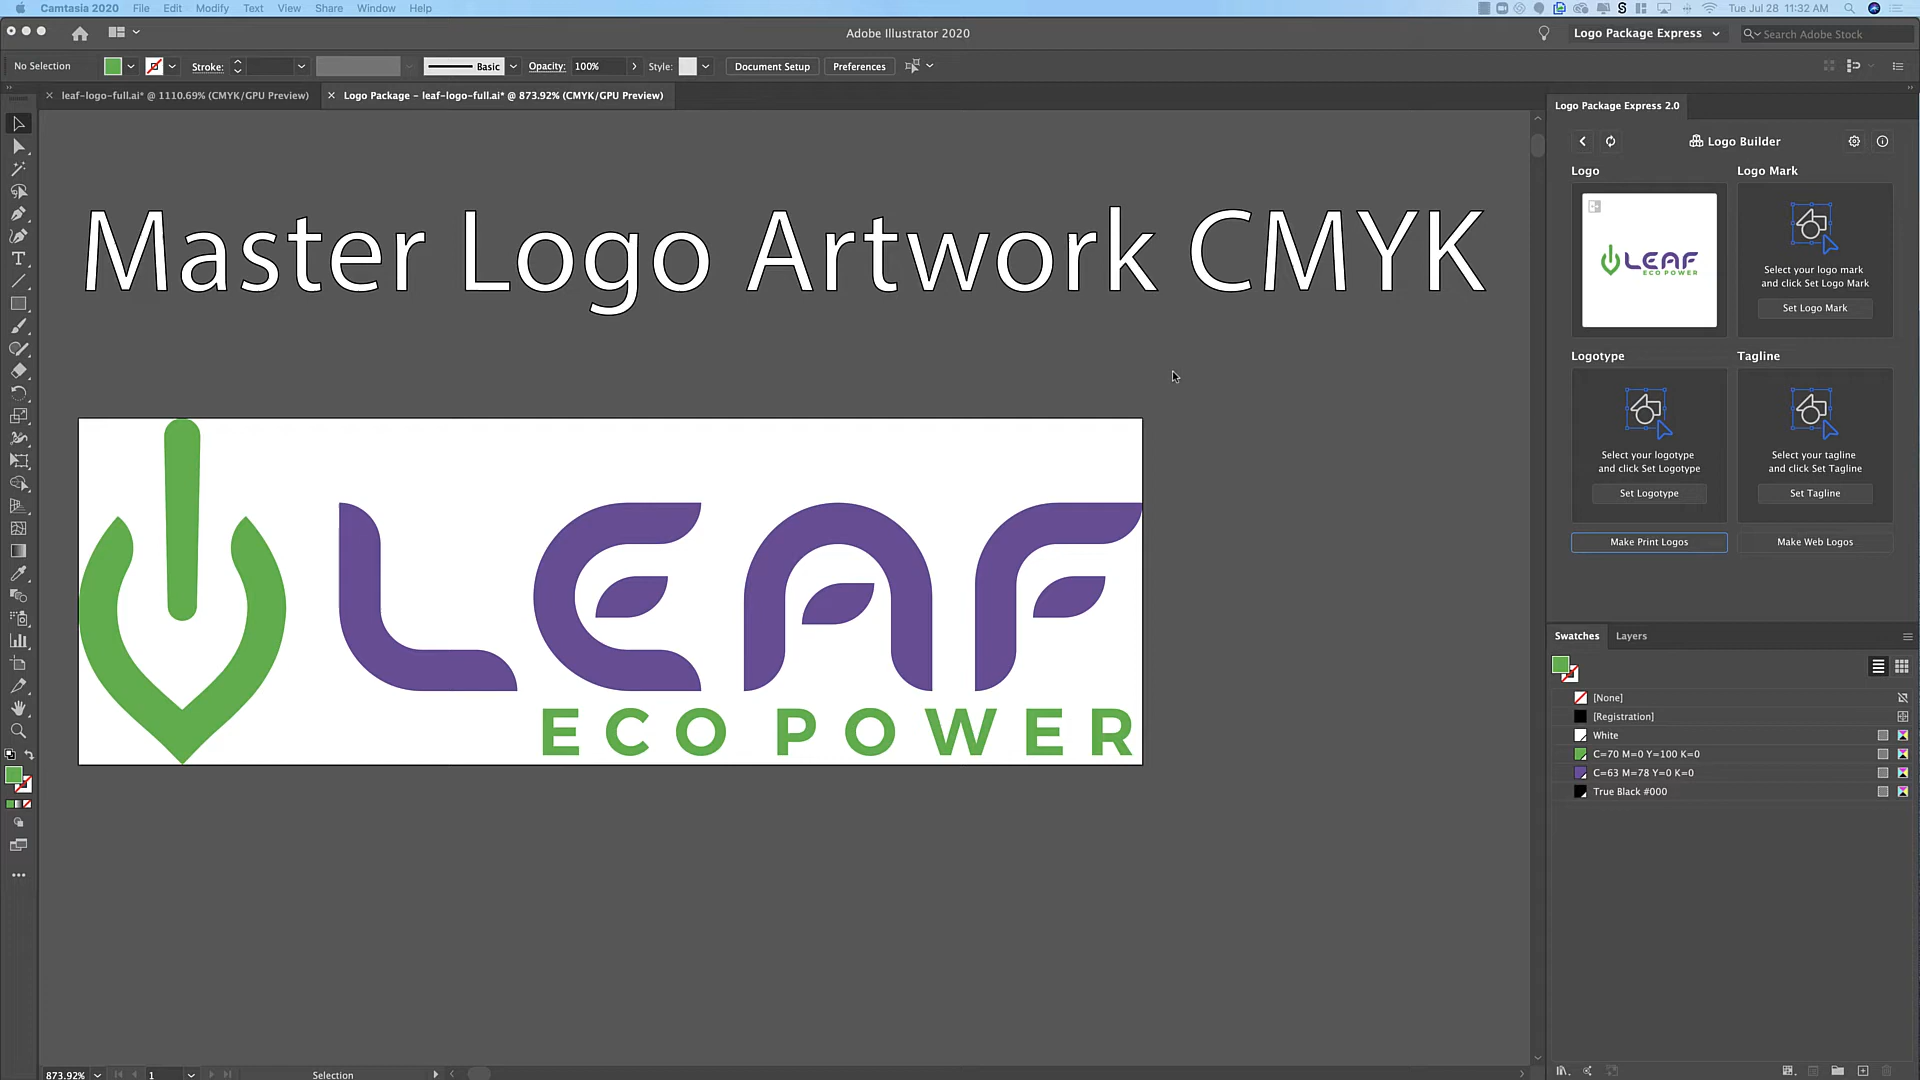 Camtasia 2020 File Edit Modify Text View Share Window Help
Tue Jul 28 11:32 AM
Adobe Illustrator 2020
Logo Package Express
Search Adobe Stock
No Selection
Stroke:
Basic
Opacity: 100%
Style:
Document Setup
Preferences
leaf-logo-full.ai* @ 1110.69% (CMYK/GPU Preview)
Logo Package – leaf-logo-full.ai* @ 873.92% (CMYK/GPU Preview)
Master Logo Artwork CMYK
LEAF
ECO POWER
Logo Package Express 2.0
Logo Builder
Logo
Logo Mark
LEAF
ECO POWER
Select your logo mark
and click Set Logo Mark
Set Logo Mark
Logotype
Tagline
Select your logotype
and click Set Logotype
Set Logotype
Select your tagline
and click Set Tagline
Set Tagline
Make Print Logos
Make Web Logos
Swatches
Layers
[None]
[Registration]
White
C=70 M=0 Y=100 K=0
C=63 M=78 Y=0 K=0
True Black #000
873.92%
1
Selection